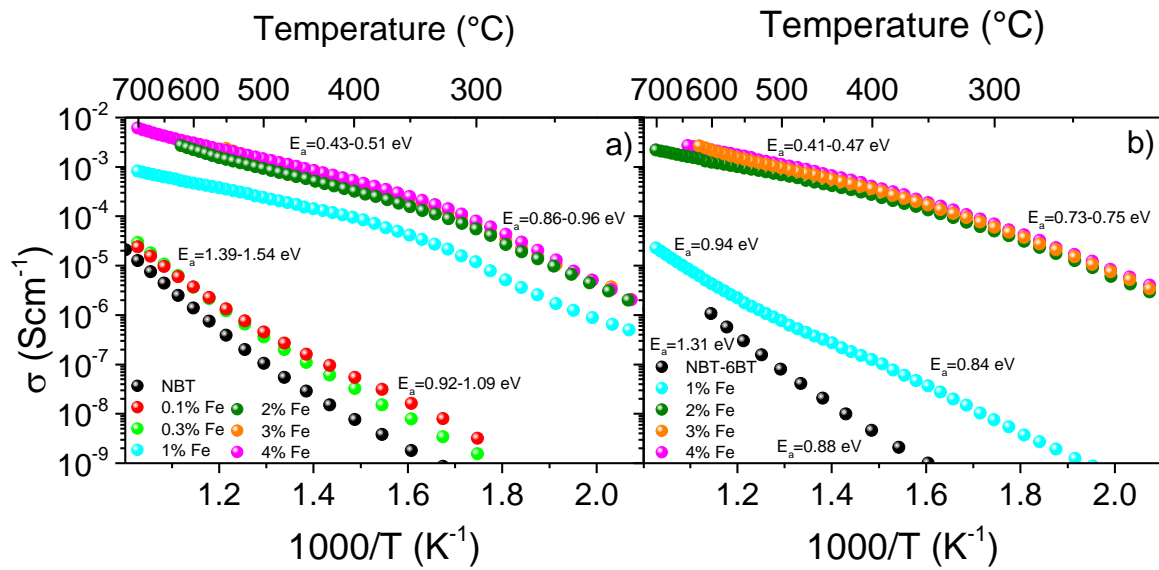 Temperature (°C)
700 600 500 400 300
10⁻²
10⁻³
10⁻⁴
10⁻⁵
10⁻⁶
10⁻⁷
10⁻⁸
10⁻⁹
σ (Scm⁻¹)
a)
Eₐ=0.43-0.51 eV
Eₐ=0.86-0.96 eV
Eₐ=1.39-1.54 eV
Eₐ=0.92-1.09 eV
NBT
0.1% Fe
0.3% Fe
1% Fe
2% Fe
3% Fe
4% Fe
1.2 1.4 1.6 1.8 2.0
1000/T (K⁻¹)
Temperature (°C)
700 600 500 400 300
b)
Eₐ=0.41-0.47 eV
Eₐ=0.73-0.75 eV
Eₐ=0.94 eV
Eₐ=1.31 eV
Eₐ=0.84 eV
Eₐ=0.88 eV
NBT-6BT
1% Fe
2% Fe
3% Fe
4% Fe
1.2 1.4 1.6 1.8 2.0
1000/T (K⁻¹)